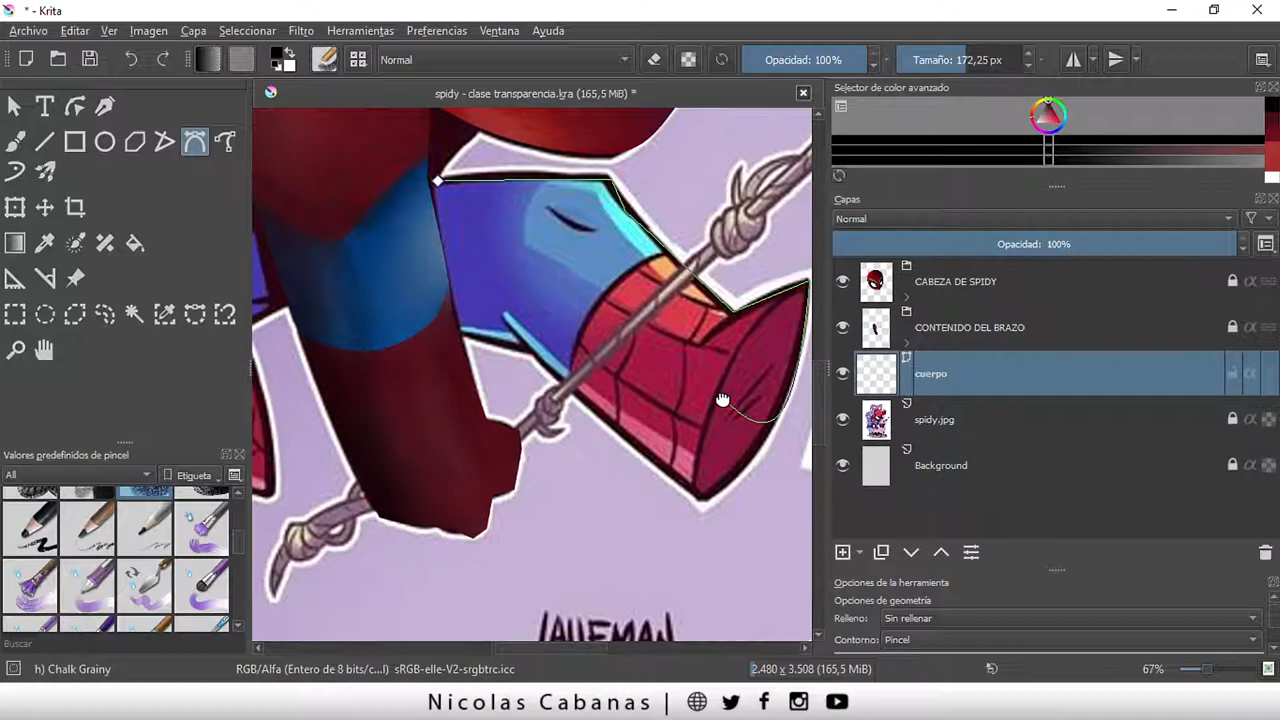 * - Krita
Archivo Editar Ver Imagen Capa Seleccionar Herramientas Preferencias Ventana Ayuda
Normal
Opacidad: 100%
Tamaño: 172,25 px
spidy - clase transparencia.kra (165,5 MiB) *
Selector de color avanzado
Capas
Normal
Opacidad: 100%
CABEZA DE SPIDY
CONTENIDO DEL BRAZO
cuerpo
spidy.jpg
Background
Valores predefinidos de pincel
All
Etiqueta
Buscar
Opciones de la herramienta
Opciones de geometría
Relleno: Sin rellenar
Contorno: Pincel
h) Chalk Grainy
RGB/Alfa (Entero de 8 bits/c...l) sRGB-elle-V2-srgbtrc.icc
2.480 x 3.508 (165,5 MiB)
67%
Nicolas Cabanas |